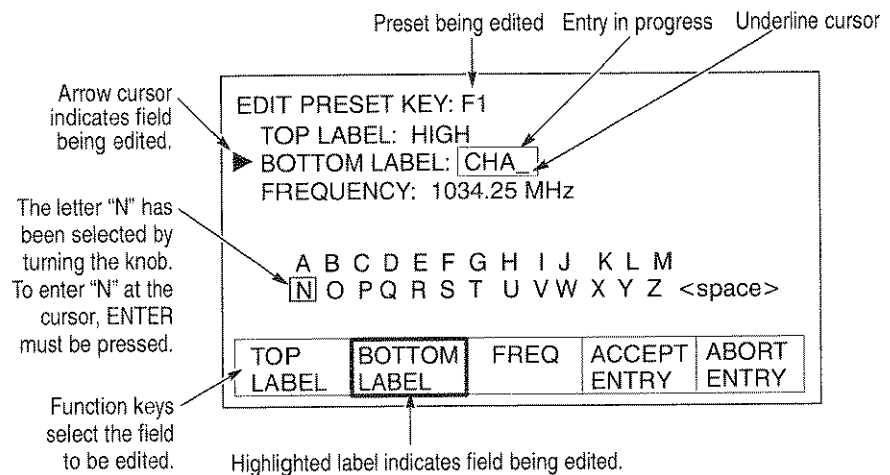 Preset being edited
Entry in progress
Underline cursor
Arrow cursor
indicates field
being edited.
EDIT PRESET KEY: F1
TOP LABEL: HIGH
BOTTOM LABEL: CHA_
FREQUENCY: 1034.25 MHz
The letter “N” has
been selected by
turning the knob.
To enter “N” at the
cursor, ENTER
must be pressed.
A B C D E F G H I J K L M
N O P Q R S T U V W X Y Z <space>
TOP
LABEL
BOTTOM
LABEL
FREQ
ACCEPT
ENTRY
ABORT
ENTRY
Function keys
select the field
to be edited.
Highlighted label indicates field being edited.